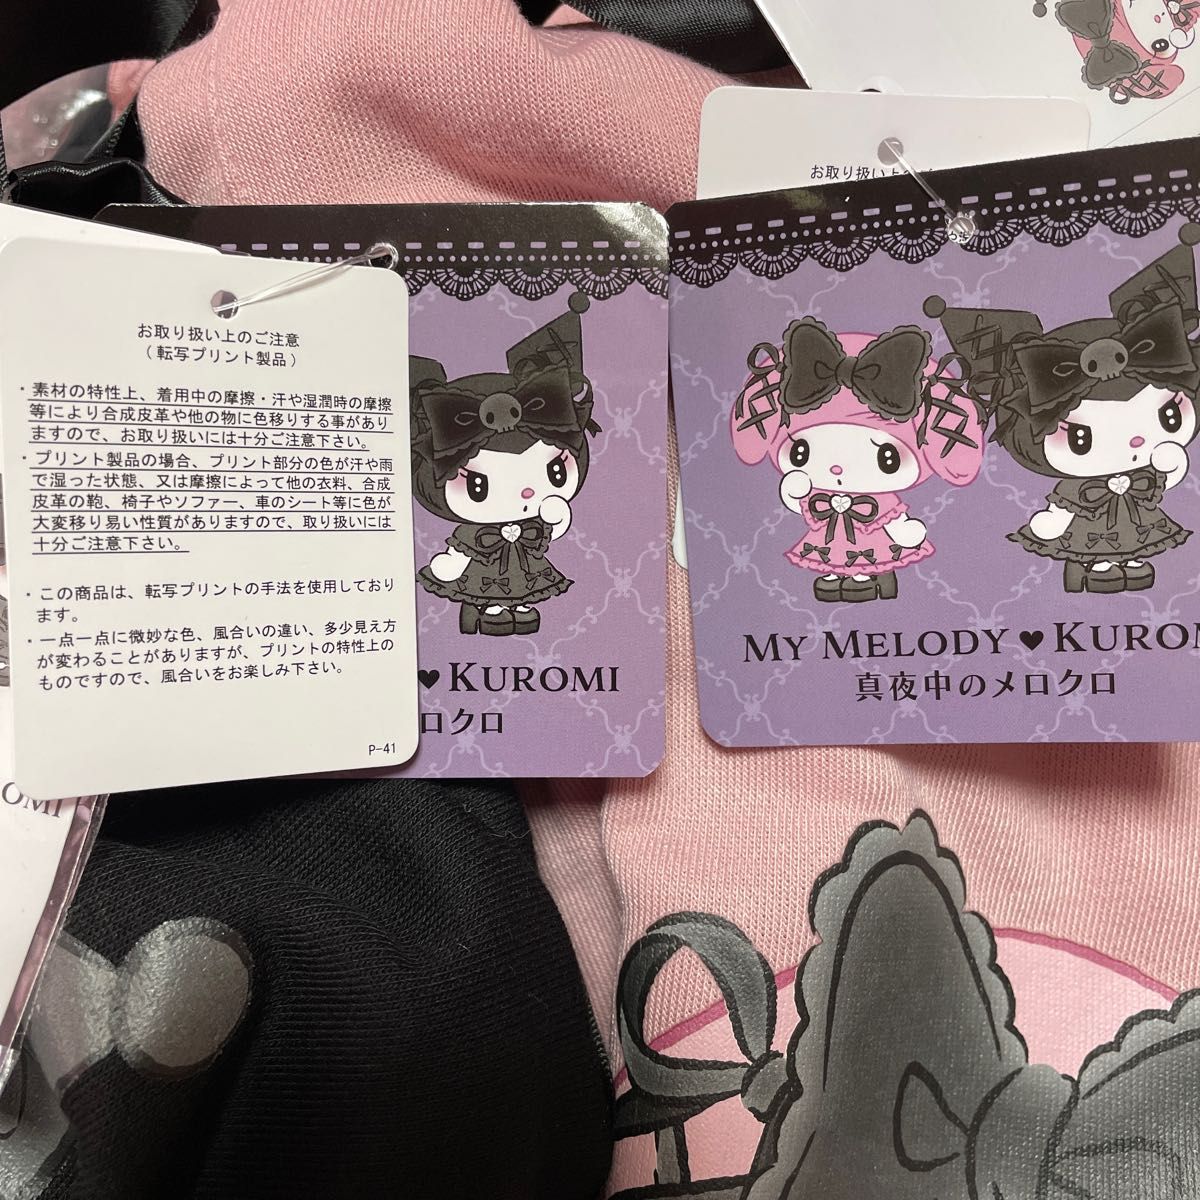 お取り扱い上のご注意
（転写プリント製品）
・素材の特性上、着用中の摩擦・汗や湿潤時の摩擦
等により合成皮革や他の物に色移りする事があり
ますので、お取り扱いには十分ご注意下さい。
・プリント製品の場合、プリント部分の色が汗や雨
で湿った状態、又は摩擦によって他の衣料、合成
皮革の鞄、椅子やソファー、車のシート等に色が
大変移り易い性質がありますので、取り扱いには
十分ご注意下さい。
・この商品は、転写プリントの手法を使用しており
ます。
・一点一点に微妙な色、風合いの違い、多少見え方
が変わることがありますが、プリントの特性上の
ものですので、風合いをお楽しみ下さい。
P-41
♥ KUROMI
ロクロ
お取り扱い上の
MY MELODY ♥ KUROM
真夜中のメロクロ
OMI